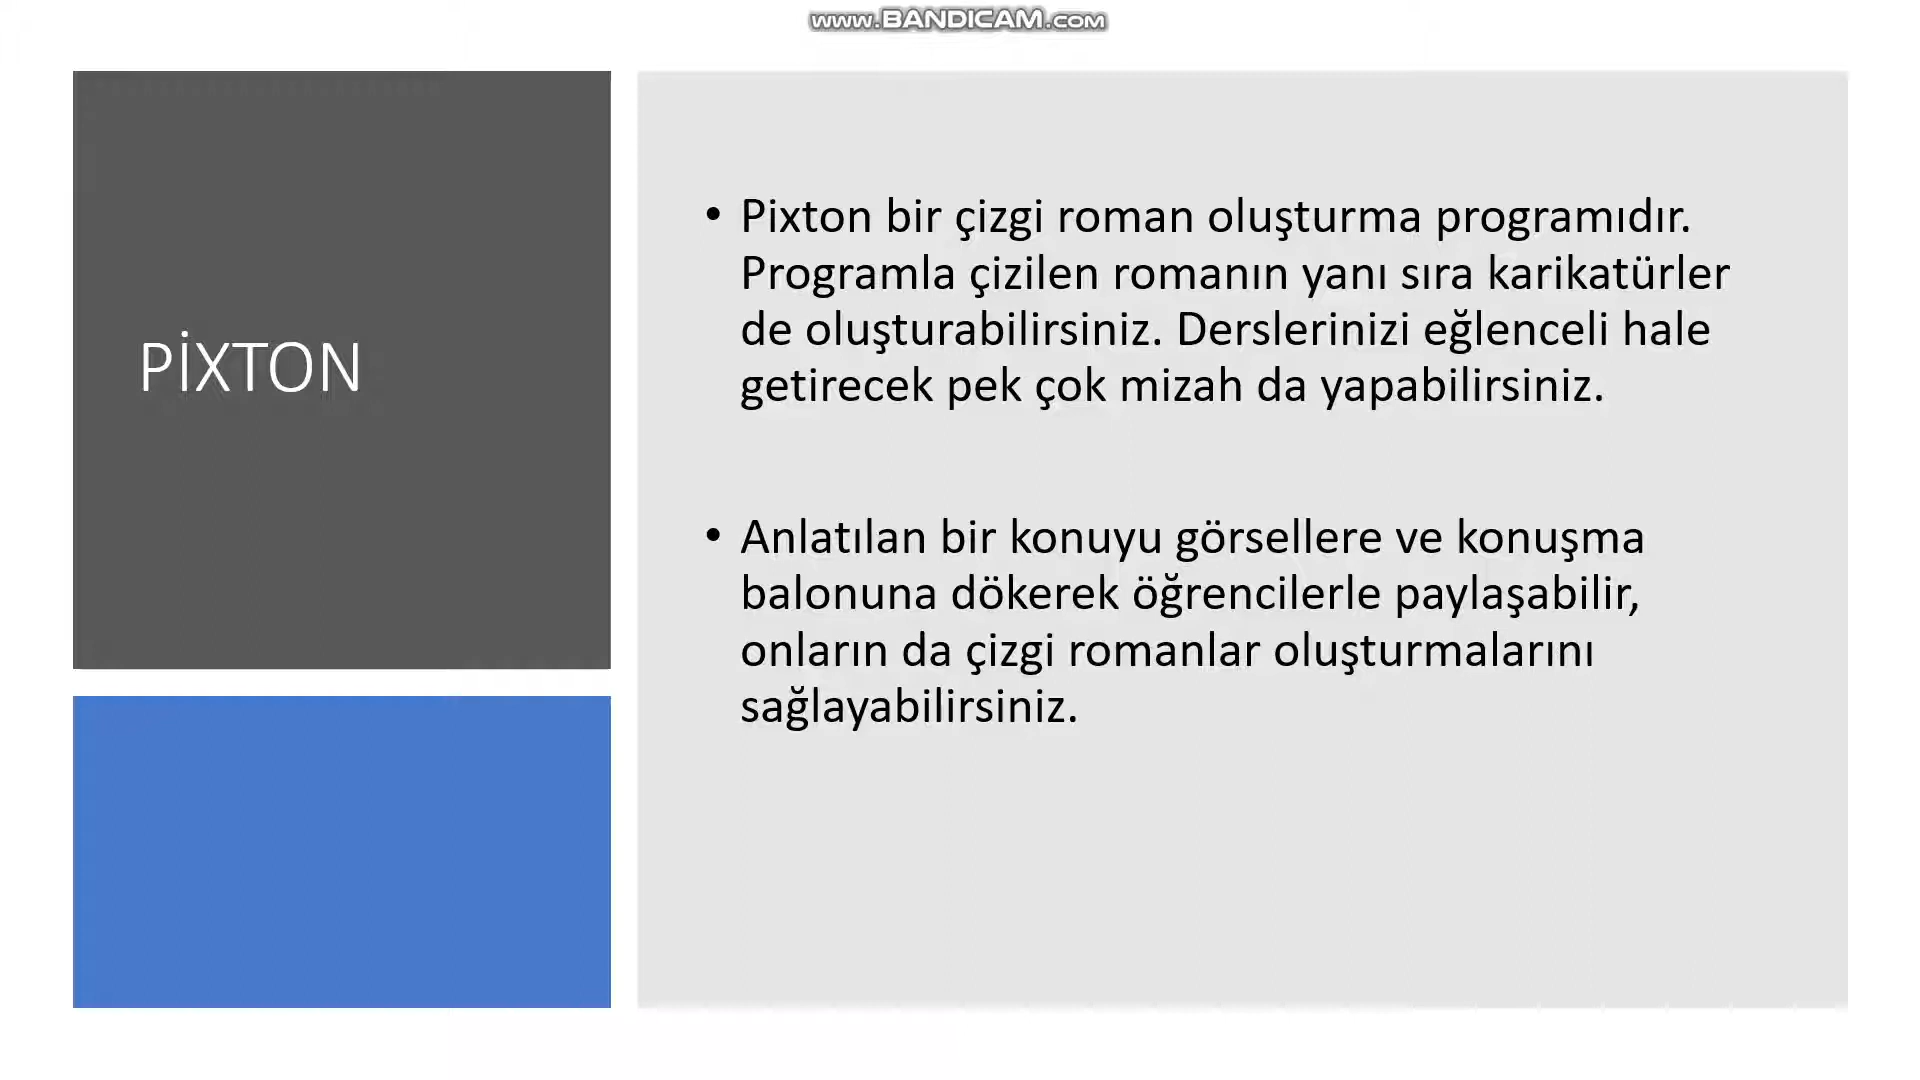 www.BANDICAM.com
PİXTON
• Pixton bir çizgi roman oluşturma programıdır.
Programla çizilen romanın yanı sıra karikatürler
de oluşturabilirsiniz. Derslerinizi eğlenceli hale
getirecek pek çok mizah da yapabilirsiniz.
• Anlatılan bir konuyu görsellere ve konuşma
balonuna dökerek öğrencilerle paylaşabilir,
onların da çizgi romanlar oluşturmalarını
sağlayabilirsiniz.